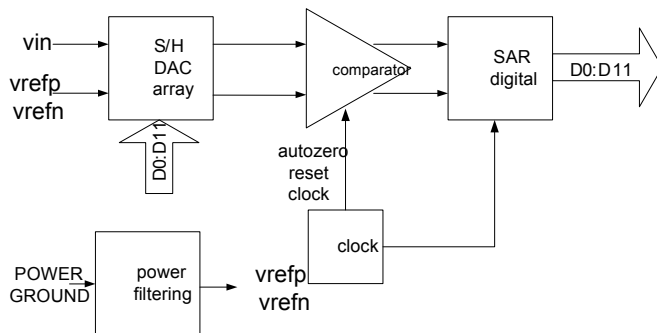 vin
vrefp
vrefn
S/H
DAC
array
D0:D11
comparator
SAR
digital
D0:D11
autozero
reset
clock
clock
POWER
GROUND
power
filtering
vrefp
vrefn